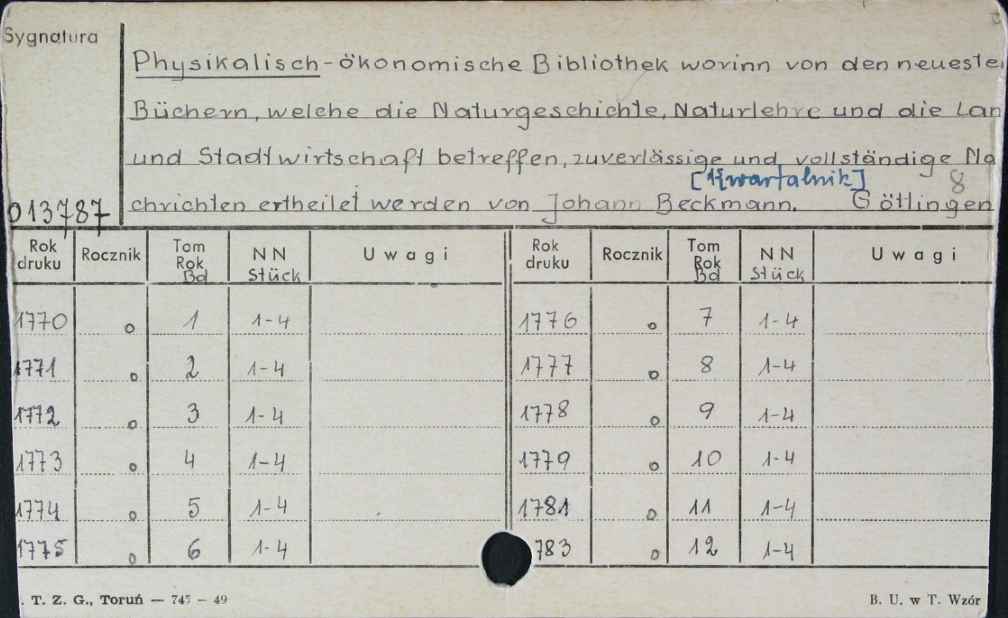 Sygnatura
Physikalisch-ökonomische Bibliothek worinn von den neueste
Büchern, welche die Naturgeschichte, Naturlehre und die Lan
und Stadtwirtschaft betreffen, zuverlässige und vollständige Na
[Kwartalnik] 8
013787 chrichten ertheilet werden von Johann Beckmann. Göttingen
Rok druku Rocznik Tom Rok Bd NN Stück Uwagi Rok druku Rocznik Tom Rok Bd NN Stück Uwagi
1770 o 1 1-4 1776 o 7 1-4
1771 o 2 1-4 1777 o 8 1-4
1772 o 3 1-4 1778 o 9 1-4
1773 o 4 1-4 1779 o 10 1-4
1774 o 5 1-4 1781 o 11 1-4
1775 o 6 1-4 783 o 12 1-4
. T. Z. G., Toruń — 745 - 49 B. U. w T. Wzór